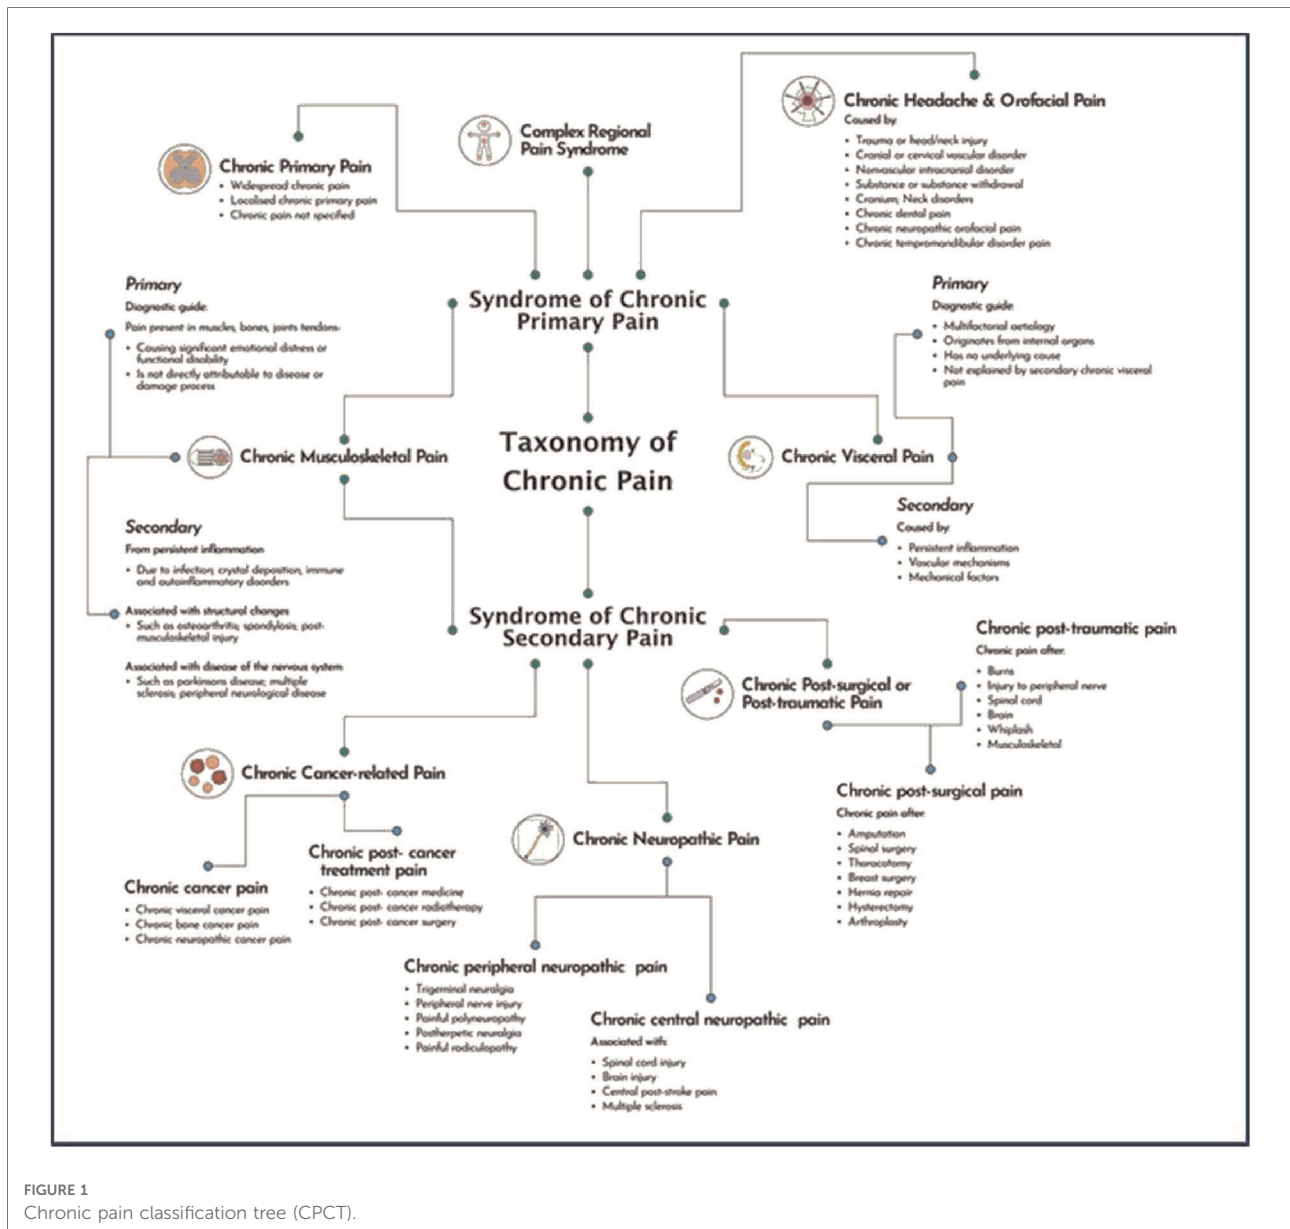 Chronic Headache & Orofacial Pain
Caused by:
• Trauma or head/neck injury
• Cranial or cervical vascular disorder
• Nonvascular intracranial disorder
• Substance or substance withdrawal
• Cranium; Neck disorders
• Chronic dental pain
• Chronic neuropathic orofacial pain
• Chronic tempromandibular disorder pain
Complex Regional
Pain Syndrome
Chronic Primary Pain
• Widespread chronic pain
• Localised chronic primary pain
• Chronic pain not specified
Syndrome of Chronic
Primary Pain
Primary
Diagnostic guide:
Pain present in muscles, bones, joints tendons-
• Causing significant emotional distress or
functional disability
• Is not directly attributable to disease or
damage process
Primary
Diagnostic guide
• Multifactorial aetiology
• Originates from internal organs
• Has no underlying cause
• Not explained by secondary chronic visceral
pain
Chronic Musculoskeletal Pain
Taxonomy of
Chronic Pain
Chronic Visceral Pain
Secondary
From persistent inflammation
• Due to infection; crystal deposition, immune
and autoinflammatory disorders
Associated with structural changes
• Such as osteoarthritis; spondylosis; post-
musculoskeletal injury
Associated with disease of the nervous system
• Such as parkinsons disease; multiple
sclerosis; peripheral neurological disease
Secondary
Caused by
• Persistent inflammation
• Vascular mechanisms
• Mechanical factors
Syndrome of Chronic
Secondary Pain
Chronic post-traumatic pain
Chronic pain after:
• Burns
• Injury to peripheral nerve
• Spinal cord
• Brain
• Whiplash
• Musculoskeletal
Chronic Post-surgical or
Post-traumatic Pain
Chronic post-surgical pain
Chronic pain after:
• Amputation
• Spinal surgery
• Thoracotomy
• Breast surgery
• Hernia repair
• Hysterectomy
• Arthroplasty
Chronic Cancer-related Pain
Chronic cancer pain
• Chronic visceral cancer pain
• Chronic bone cancer pain
• Chronic neuropathic cancer pain
Chronic post- cancer
treatment pain
• Chronic post- cancer medicine
• Chronic post- cancer radiotherapy
• Chronic post- cancer surgery
Chronic Neuropathic Pain
Chronic peripheral neuropathic pain
• Trigeminal neuralgia
• Peripheral nerve injury
• Painful polyneuropathy
• Postherpetic neuralgia
• Painful radiculopathy
Chronic central neuropathic pain
Associated with:
• Spinal cord injury
• Brain injury
• Central post-stroke pain
• Multiple sclerosis
FIGURE 1
Chronic pain classification tree (CPCT).